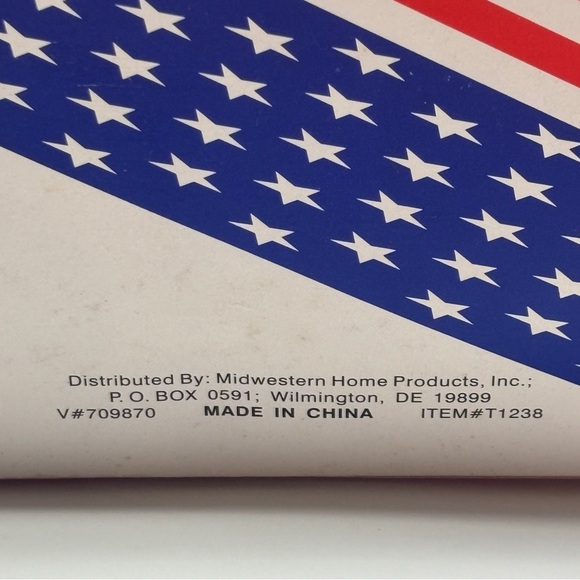 Distributed By: Midwestern Home Products, Inc.;
P.O. BOX 0591; Wilmington, DE 19899
V#709870 MADE IN CHINA ITEM#T1238